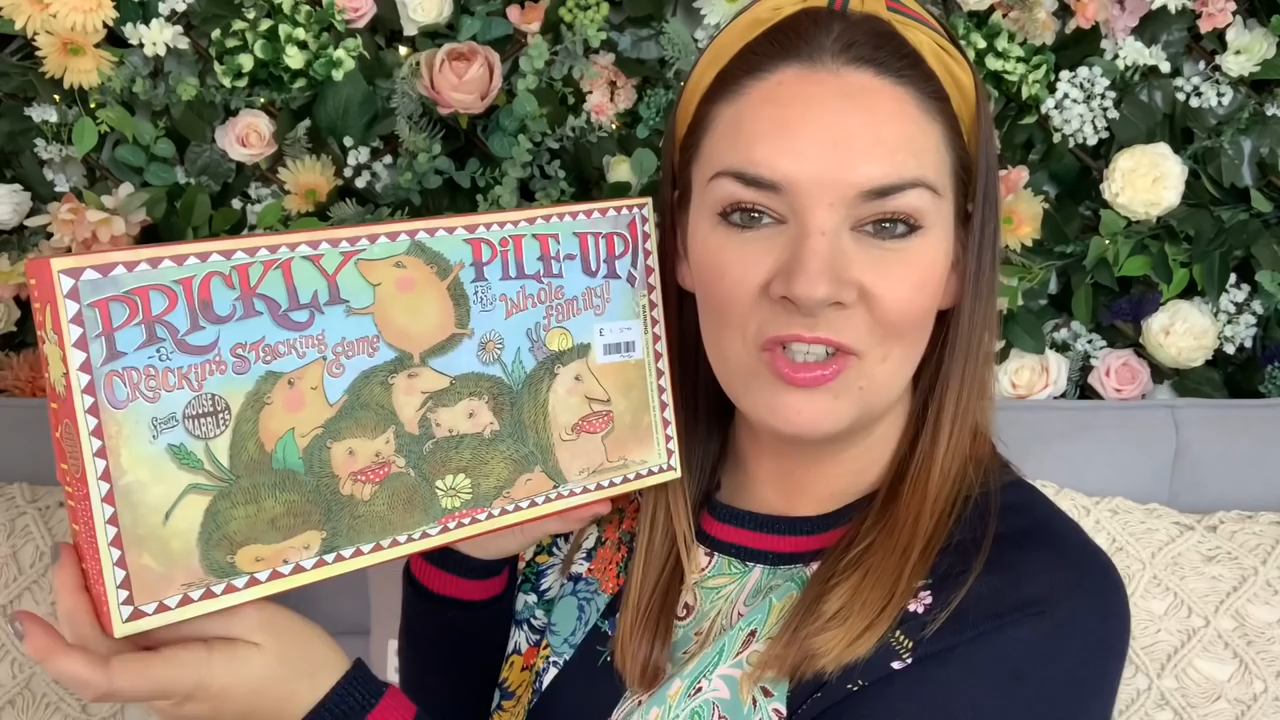 PRICKLY PiLE-UP!
-a-
CRACKiNG STacKing game
for the Whole family!
from HOUSE OF MARBLES
WARNING
£